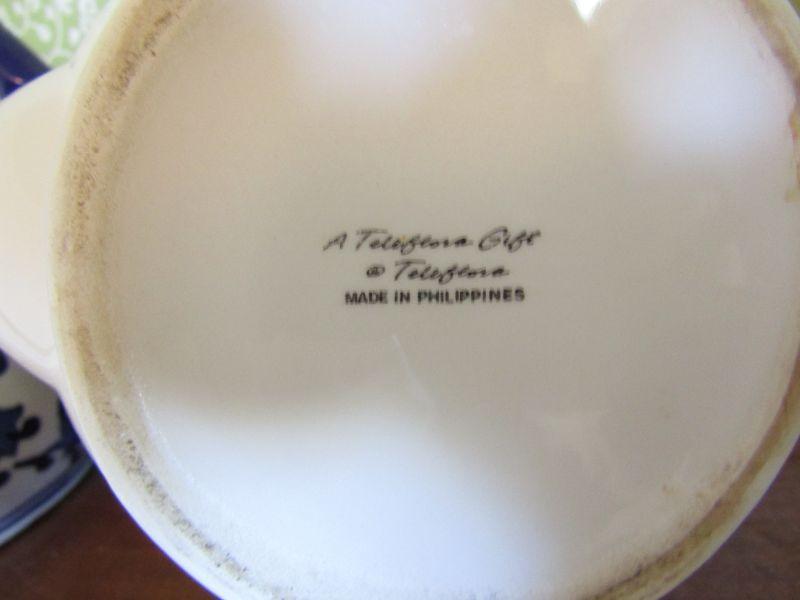 A Teleflora Gift
® Teleflora
MADE IN PHILIPPINES